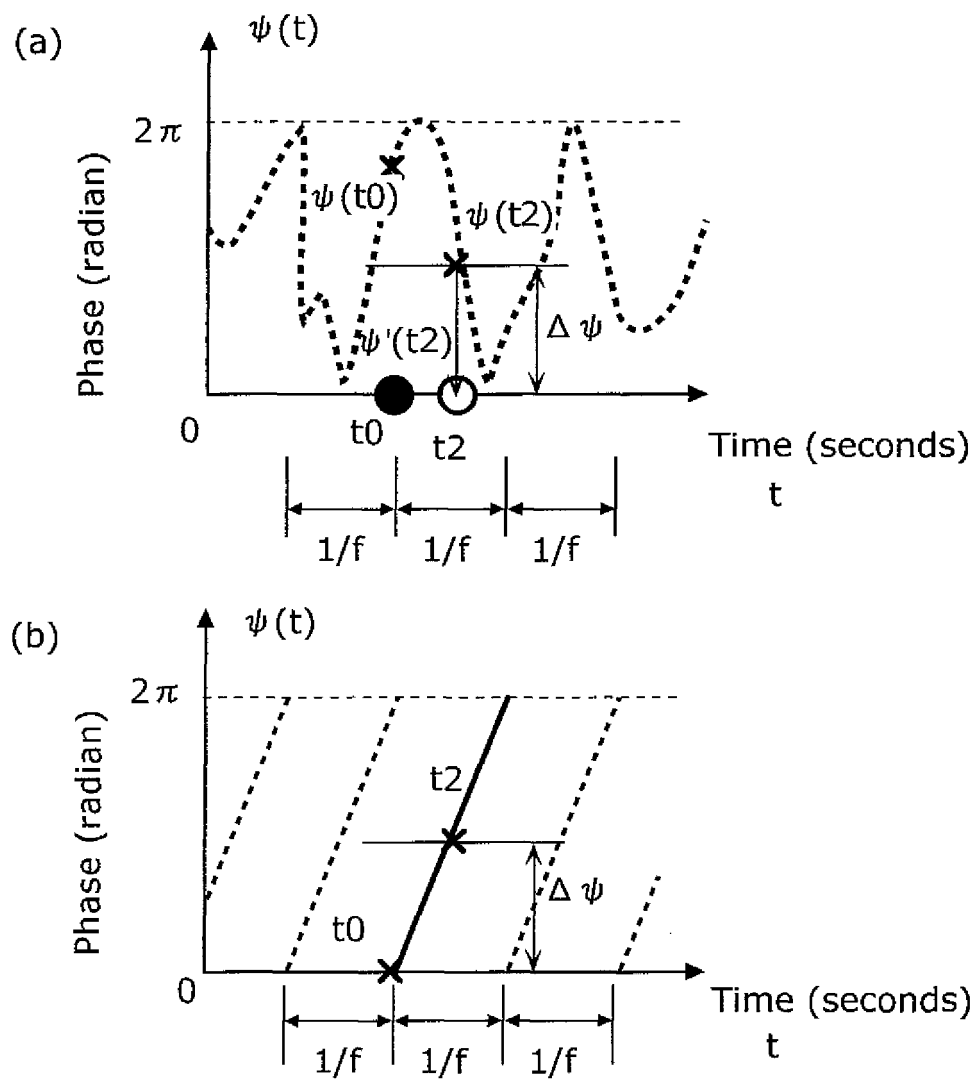 (a)
ψ(t)
2π
Phase (radian)
ψ(t0)
ψ(t2)
ψ'(t2)
Δψ
0
t0
t2
Time (seconds)
t
1/f
1/f
1/f
(b)
ψ(t)
2π
Phase (radian)
t2
Δψ
t0
0
Time (seconds)
t
1/f
1/f
1/f